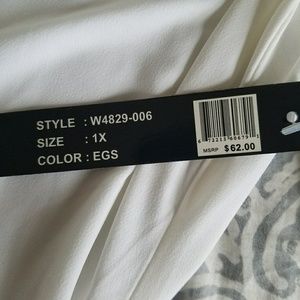 STYLE : W4829-006
SIZE : 1X
COLOR : EGS
MSRP $62.00